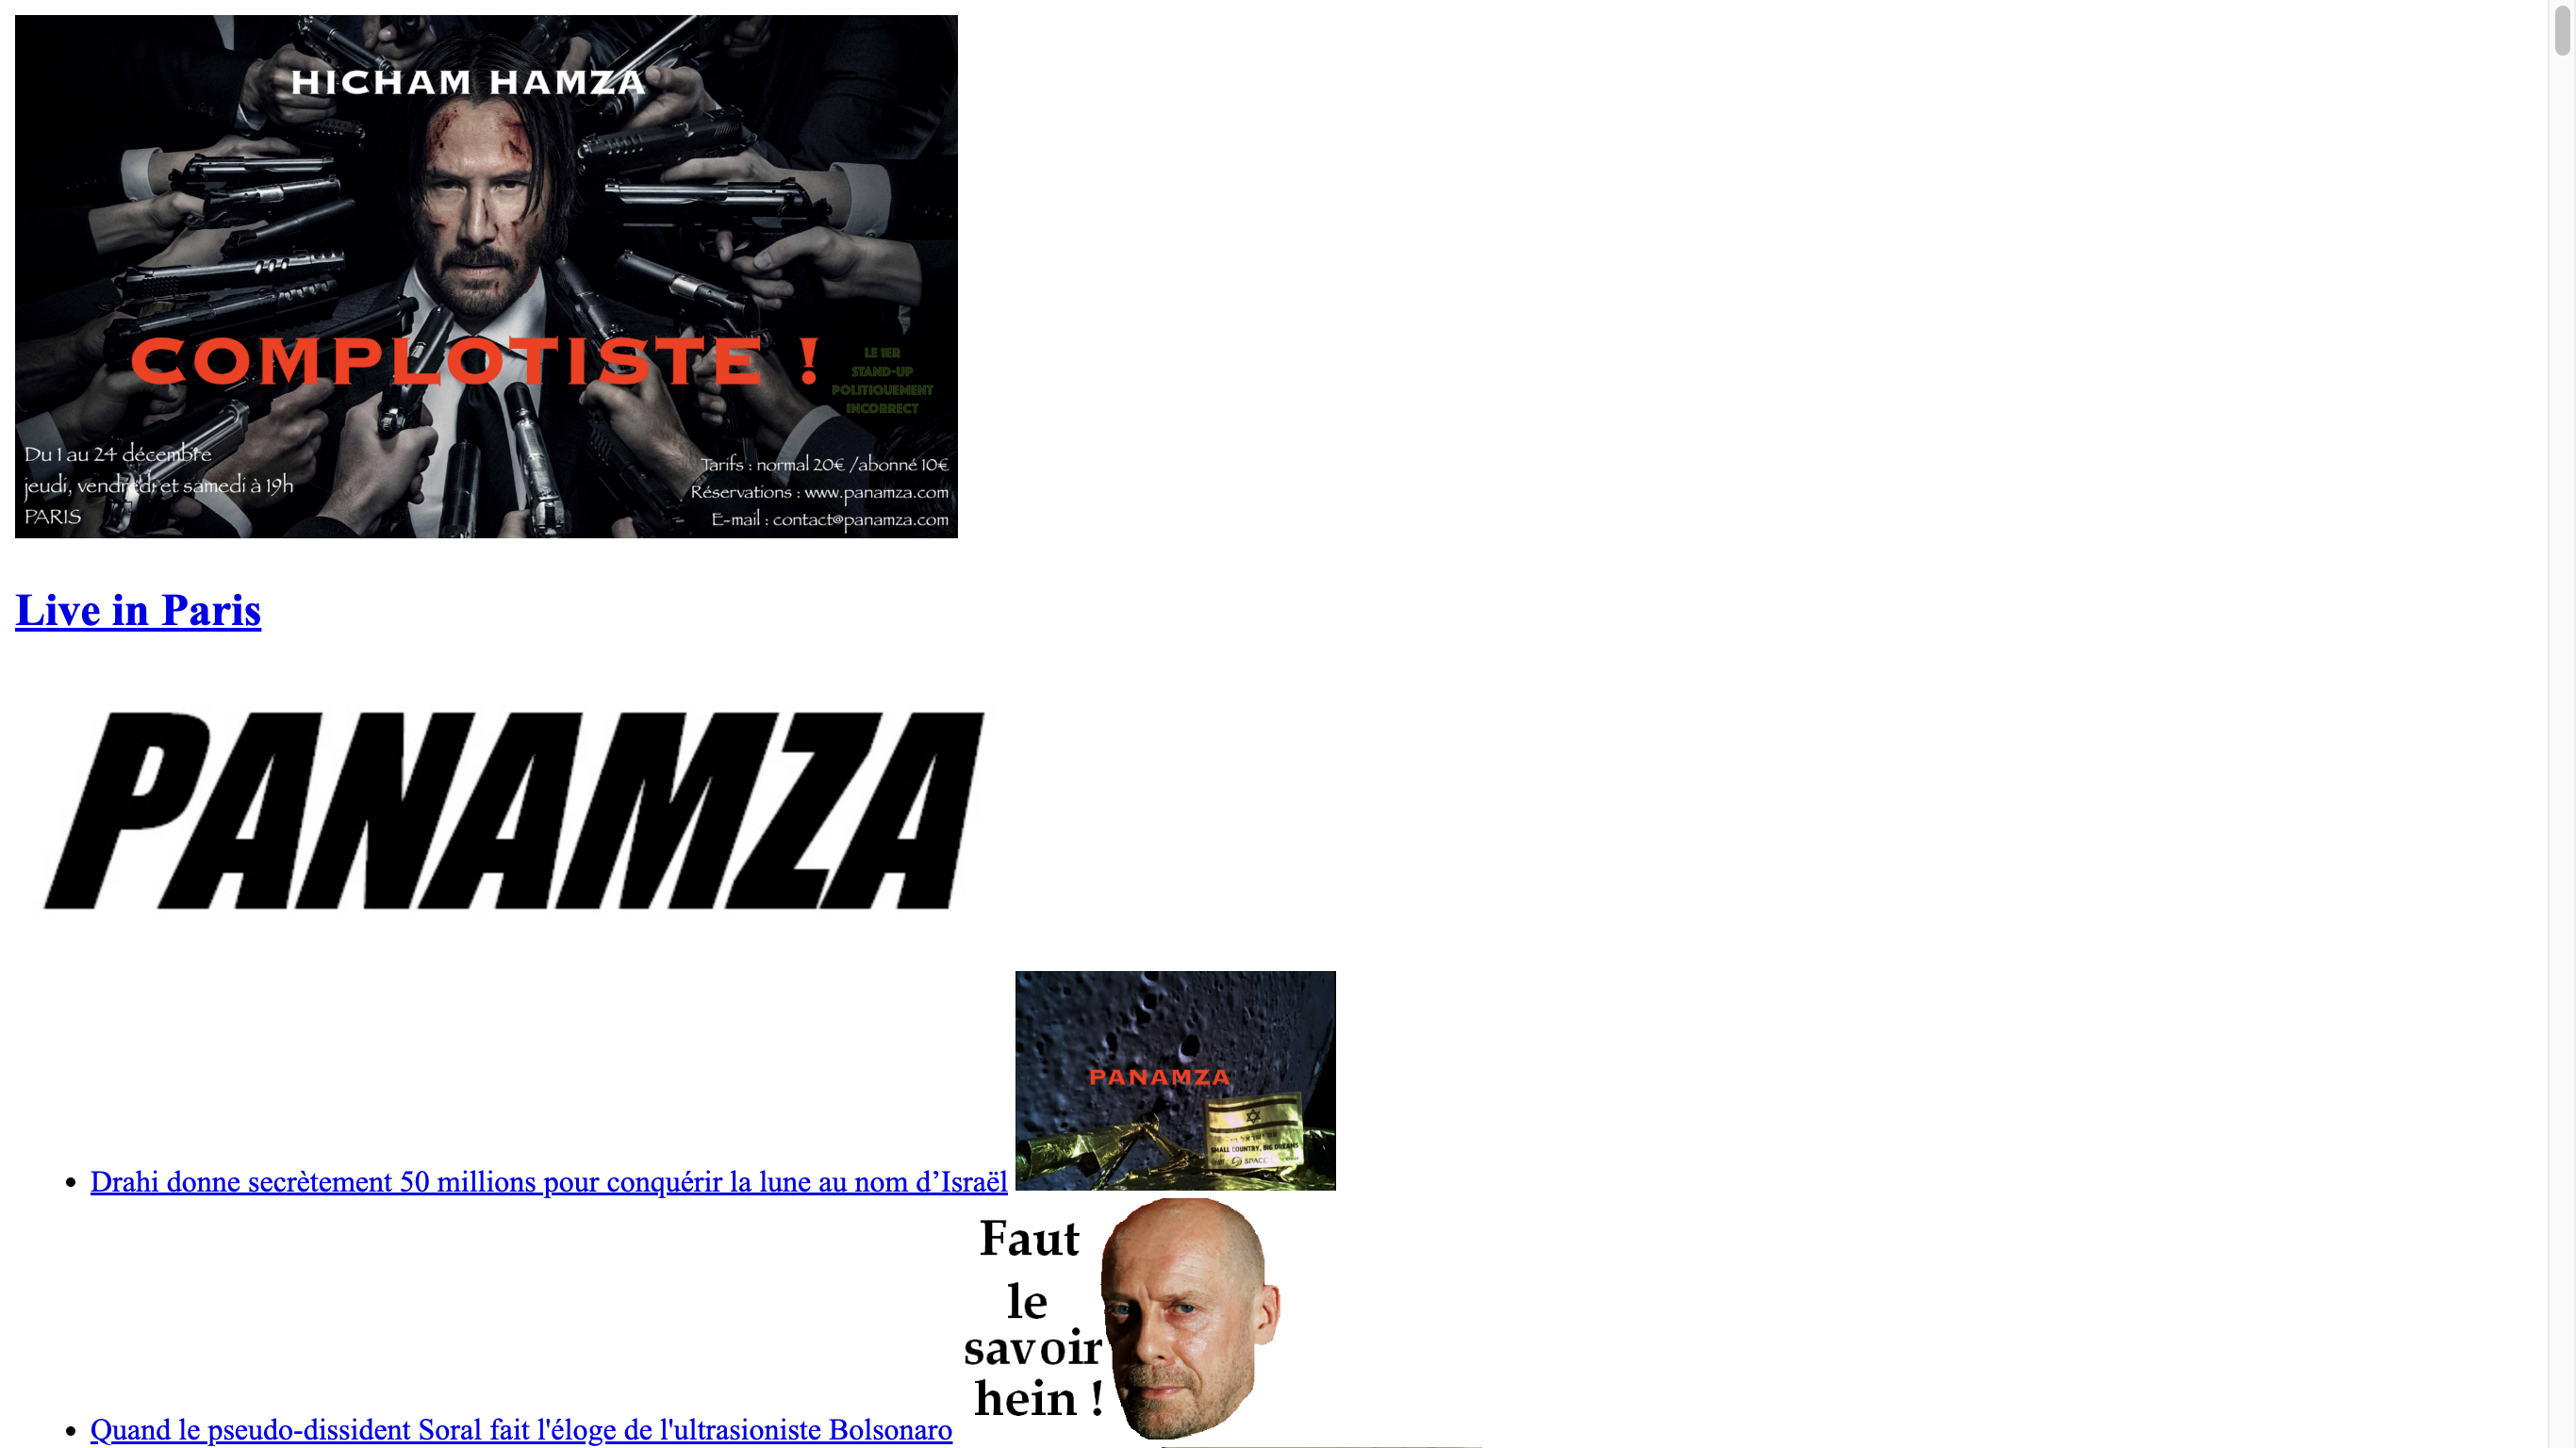 HICHAM HAMZA
COMPLOTISTE !
LE 1ER
STAND-UP
POLITIQUEMENT
INCORRECT
Du 1 au 24 décembre
jeudi, vendredi et samedi à 19h
PARIS
Tarifs : normal 20€ /abonné 10€
Réservations : www.panamza.com
E-mail : contact@panamza.com
Live in Paris
PANAMZA
PANAMZA
SMALL COUNTRY, BIG DREAMS
SPACE
Drahi donne secrètement 50 millions pour conquérir la lune au nom d’Israël
Faut
le
savoir
hein !
Quand le pseudo-dissident Soral fait l'éloge de l'ultrasioniste Bolsonaro